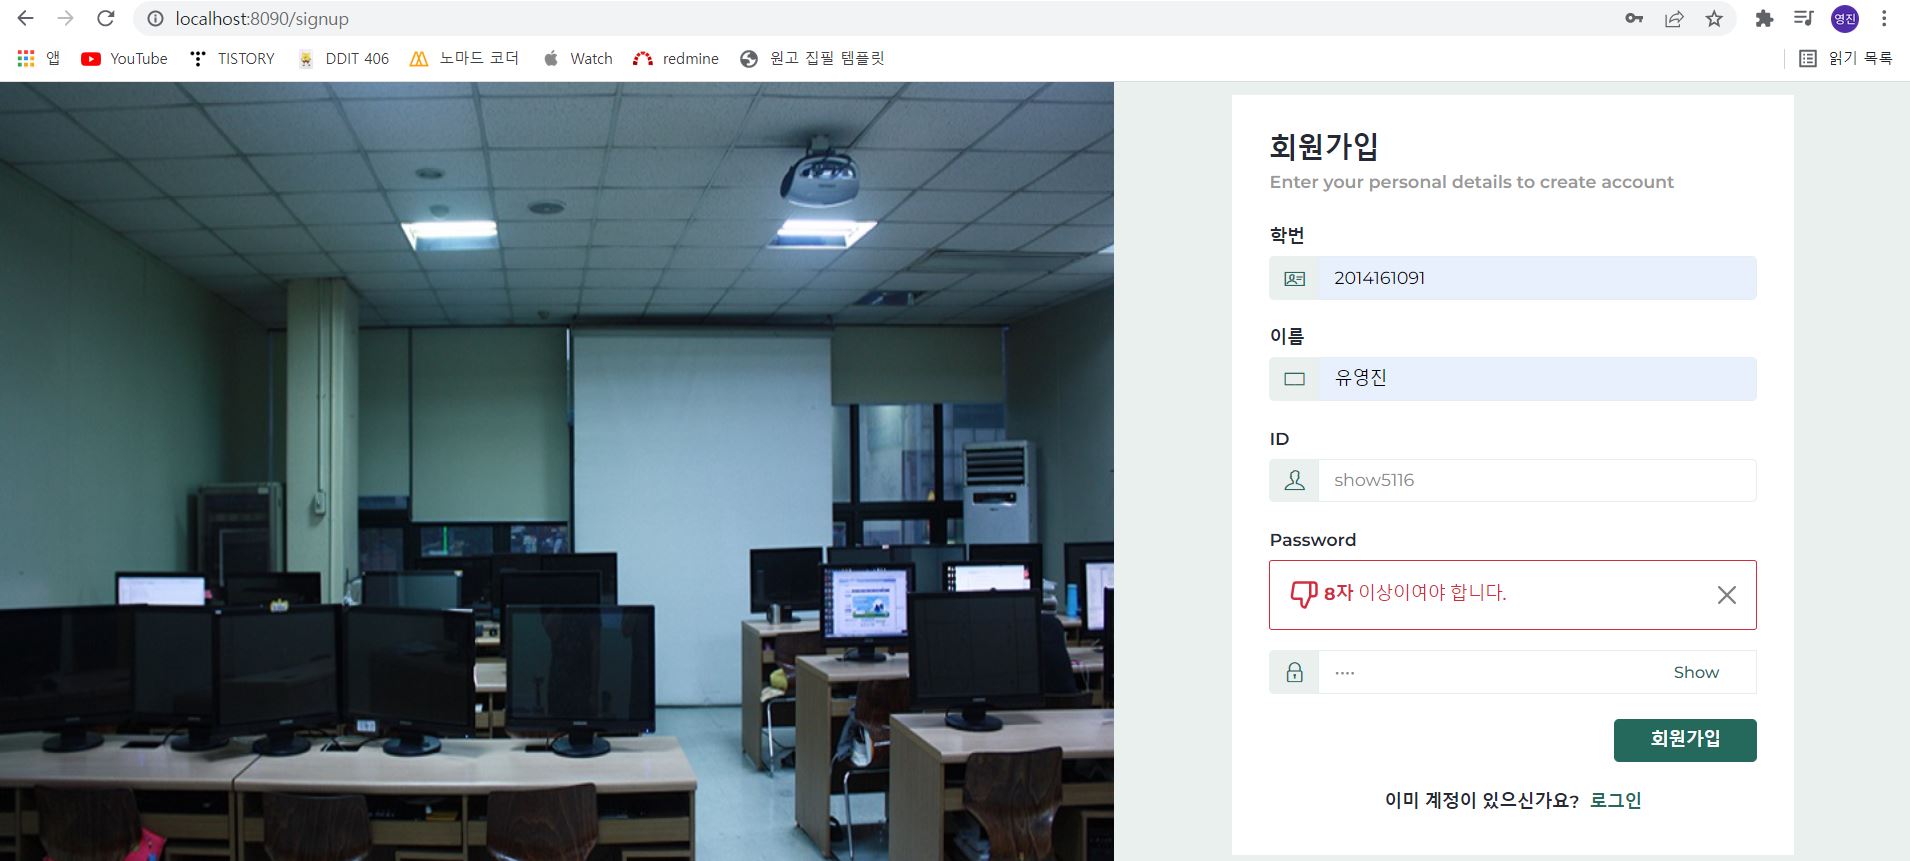 localhost:8090/signup
영진
앱 YouTube TISTORY DDIT 406 노마드 코더 Watch redmine 원고 집필 템플릿 읽기 목록
회원가입
Enter your personal details to create account
학번
2014161091
이름
유영진
ID
show5116
Password
8자 이상이여야 합니다.
···· Show
회원가입
이미 계정이 있으신가요? 로그인